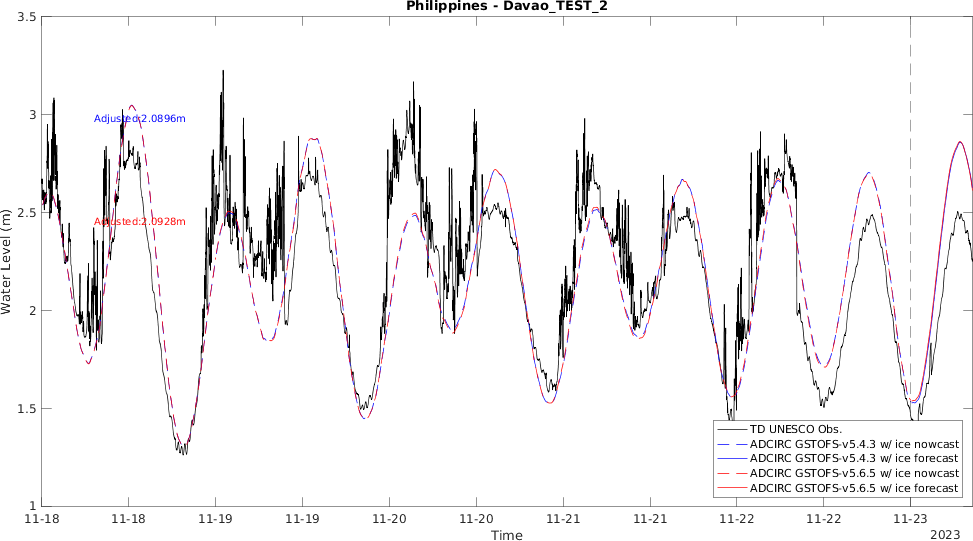 Philippines - Davao_TEST_2
3.5
3
2.5
2
1.5
1
Water Level (m)
Adjusted:2.0896m
Adjusted:2.0928m
TD UNESCO Obs.
ADCIRC GSTOFS-v5.4.3 w/ ice nowcast
ADCIRC GSTOFS-v5.4.3 w/ ice forecast
ADCIRC GSTOFS-v5.6.5 w/ ice nowcast
ADCIRC GSTOFS-v5.6.5 w/ ice forecast
11-18 11-18 11-19 11-19 11-20 11-20 11-21 11-21 11-22 11-22 11-23
Time
2023